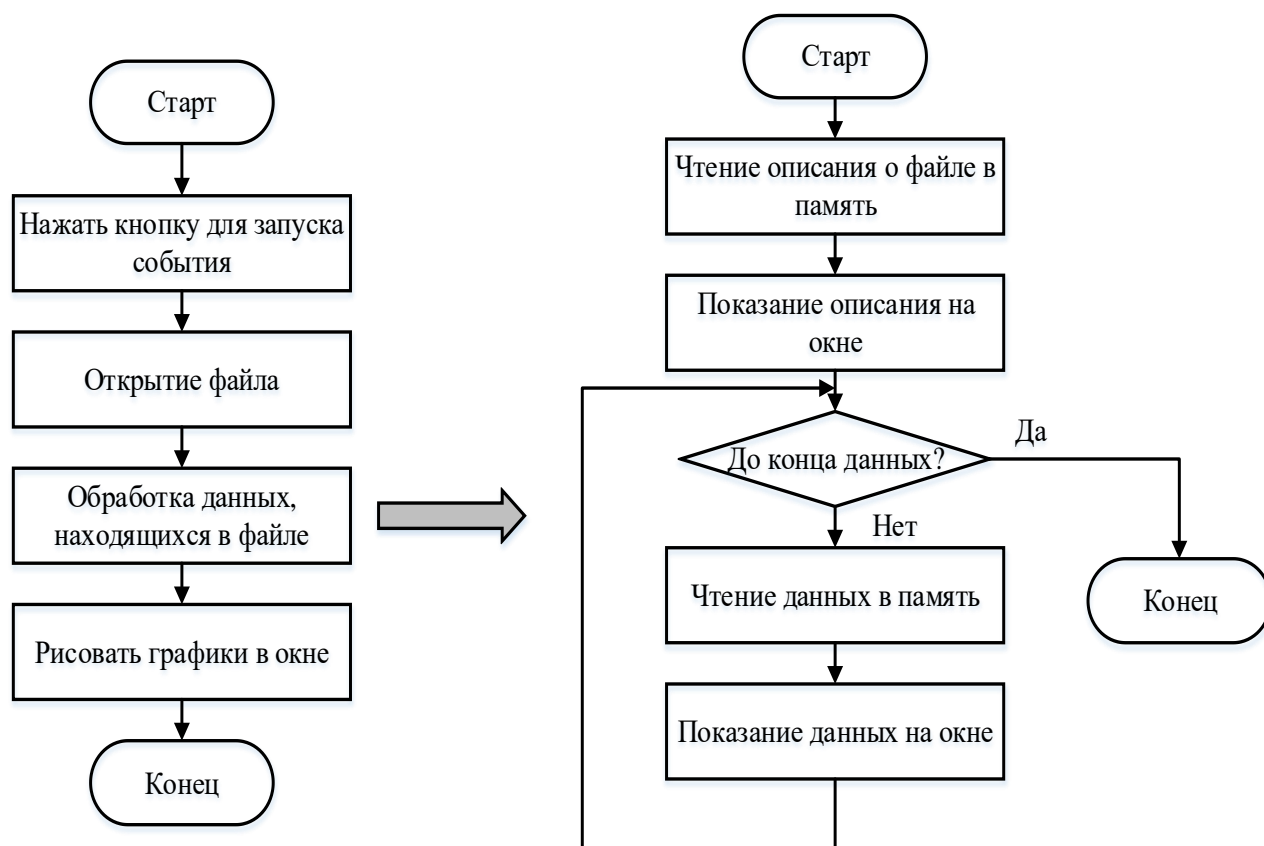 Старт
Нажать кнопку для запуска
события
Открытие файла
Обработка данных,
находящихся в файле
Рисовать графики в окне
Конец
Старт
Чтение описания о файле в
память
Показание описания на
окне
До конца данных?
Да
Нет
Чтение данных в память
Конец
Показание данных на окне